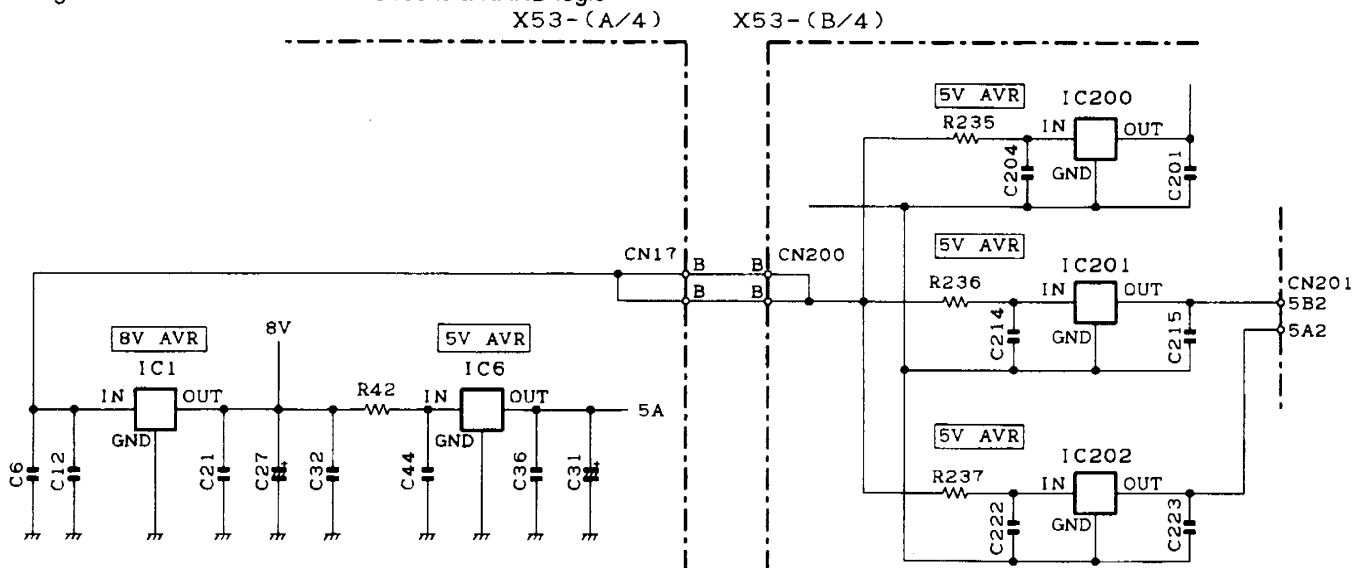 X53-(A/4) X53-(B/4)
5V AVR IC200
R235 IN OUT
C204 GND C201
5V AVR
CN17 B B CN200 IC201
R236 IN OUT CN201
B B 5B2
C214 GND C215 5A2
8V
8V AVR 5V AVR
IC1 IC6
R42
IN OUT IN OUT 5A
GND GND
5V AVR
IC202
R237 IN OUT
C6 C12 C21 C27 + C32 C44 C36 C31 +
C222 GND C223